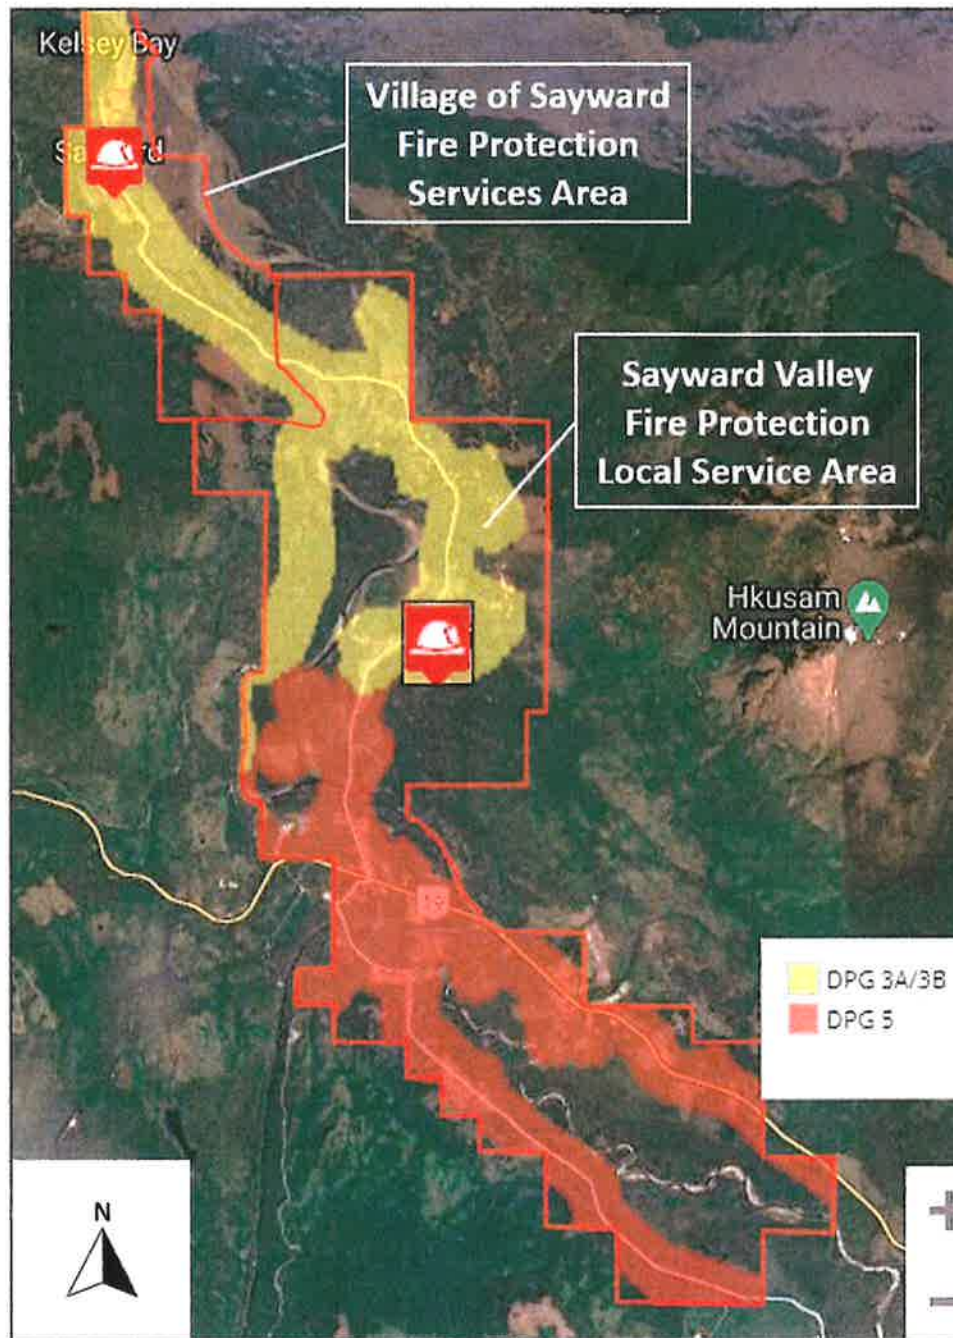 Kelsey Bay
Village of Sayward
Fire Protection
Services Area
Sayward Valley
Fire Protection
Local Service Area
Hkusam
Mountain
DPG 3A/3B
DPG 5
N